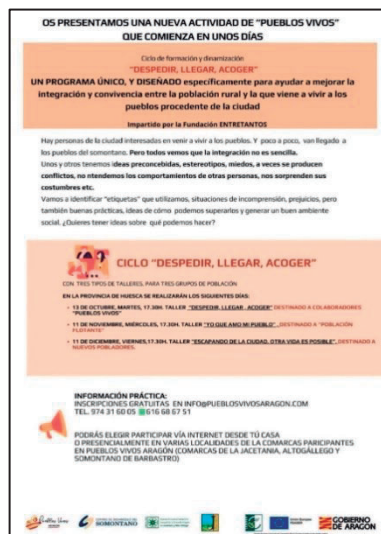 OS PRESENTAMOS UNA NUEVA ACTIVIDAD DE "PUEBLOS VIVOS"
QUE COMIENZA EN UNOS DÍAS
Ciclo de formación y dinamización
"DESPEDIR, LLEGAR, ACOGER"
UN PROGRAMA ÚNICO, Y DISEÑADO específicamente para ayudar a mejorar la
integración y convivencia entre la población rural y la que viene a vivir a los
pueblos procedente de la ciudad
Impartido por la Fundación ENTRETANTOS
Hay personas de la ciudad interesadas en venir a vivir a los pueblos. Y poco a poco, van llegado a
los pueblos del somontano. Pero todos vemos que la integración no es sencilla.
Unos y otros tenemos ideas preconcebidas, estereotipos, miedos, a veces se producen
conflictos, no ntendemos los comportamientos de otras personas, nos sorprenden sus
costumbres etc.
Vamos a identificar "etiquetas" que utilizamos, situaciones de incomprensión, prejuicios, pero
también buenas prácticas, ideas de cómo podemos superarlos y generar un buen ambiente
social. ¿Quieres tener ideas sobre qué podemos hacer?
CICLO "DESPEDIR, LLEGAR, ACOGER"
CON TRES TIPOS DE TALLERES, PARA TRES GRUPOS DE POBLACIÓN
EN LA PROVINCIA DE HUESCA SE REALIZARÁN LOS SIGUIENTES DÍAS:
• 13 DE OCTUBRE, MARTES, 17.30H. TALLER "DESPEDIR, LLEGAR , ACOGER" DESTINADO A COLABORADORES
"PUEBLOS VIVOS"
• 11 DE NOVIEMBRE, MIÉRCOLES, 17.30H. TALLER "YO QUE AMO MI PUEBLO" , DESTINADO A "POBLACIÓN
FLOTANTE"
• 11 DE DICIEMBRE, VIERNES,17.30H. TALLER "ESCAPANDO DE LA CIUDAD. OTRA VIDA ES POSIBLE", DESTINADO
A NUEVOS POBLADORES.
INFORMACIÓN PRÁCTICA:
INSCRIPCIONES GRATUITAS EN INFO@PUEBLOSVIVOSARAGON.COM
TEL. 974 31 60 05 616 68 67 51
PODRÁS ELEGIR PARTICIPAR VÍA INTERNET DESDE TÚ CASA
O PRESENCIALMENTE EN VARIAS LOCALIDADES DE LA COMARCAS PARICIPANTES
EN PUEBLOS VIVOS ARAGÓN (COMARCAS DE LA JACETANIA, ALTOGÁLLEGO Y
SOMONTANO DE BARBASTRO)
Pueblos Vivos
SOMONTANO
GOBIERNO
DE ARAGON